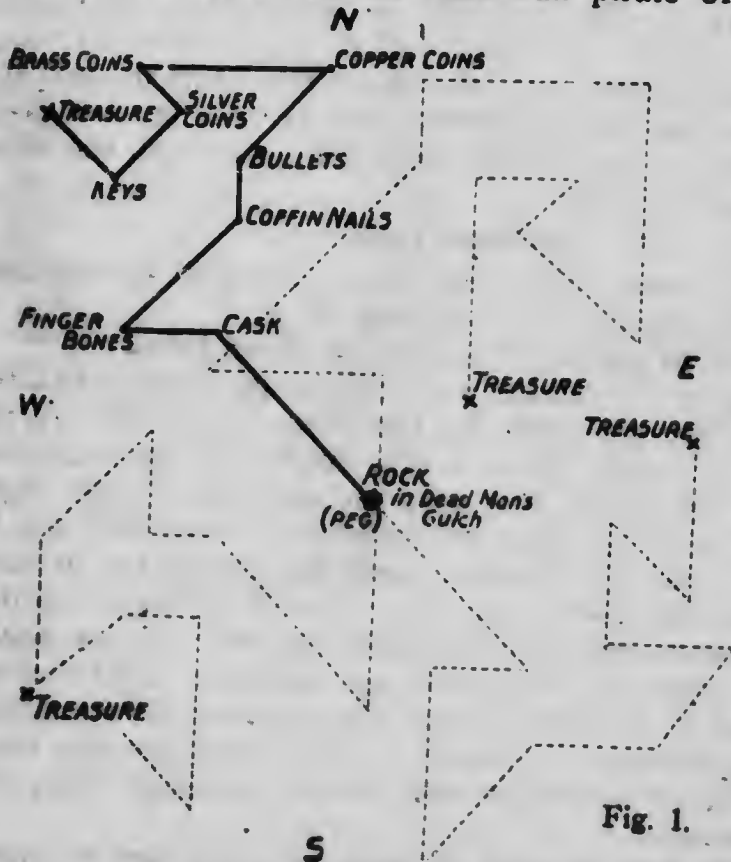 pirate
N
BRASS COINS
COPPER COINS
TREASURE
SILVER
COINS
KEYS
BULLETS
COFFIN NAILS
FINGER
BONES
CASK
E
TREASURE
W
TREASURE
ROCK
in Dead Man's
(PEG)
Gulch
TREASURE
Fig. 1.
S